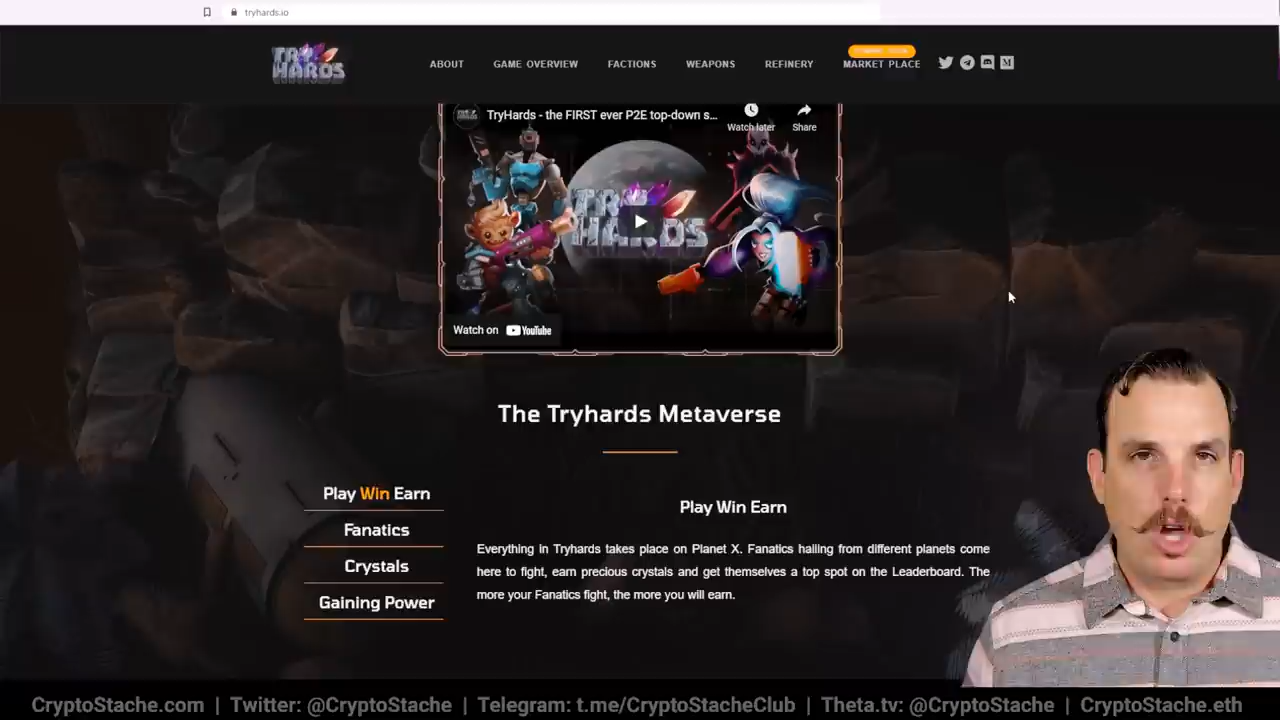 tryhards.io
TRY HARDS
ABOUT GAME OVERVIEW FACTIONS WEAPONS REFINERY MARKET PLACE
TryHards - the FIRST ever P2E top-down s...
Watch later Share
TRY HARDS
Watch on YouTube
The Tryhards Metaverse
Play Win Earn
Fanatics
Crystals
Gaining Power
Play Win Earn
Everything in Tryhards takes place on Planet X. Fanatics hailing from different planets come
here to fight, earn precious crystals and get themselves a top spot on the Leaderboard. The
more your Fanatics fight, the more you will earn.
CryptoStache.com | Twitter: @CryptoStache | Telegram: t.me/CryptoStacheClub | Theta.tv: @CryptoStache | CryptoStache.eth